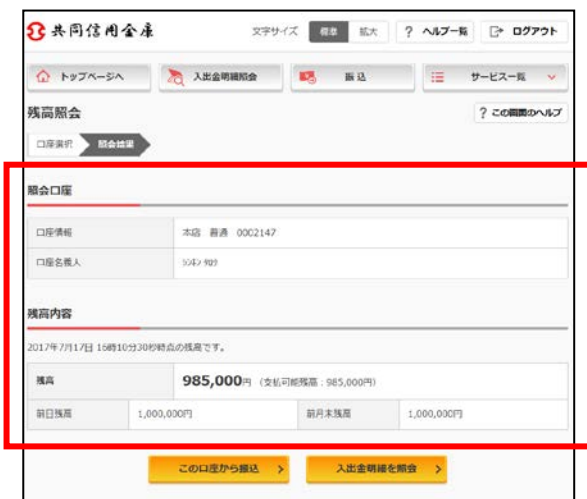 共同信用金庫
文字サイズ 標準 拡大 ? ヘルプ一覧 ログアウト
トップページへ 入出金明細照会 振込 サービス一覧
残高照会 ? この画面のヘルプ
口座選択 照会結果
照会口座
口座情報 本店 普通 0002147
口座名義人 ｼﾝｷﾝ ﾀﾛｳ
残高内容
2017年7月17日 16時10分30秒時点の残高です。
残高 985,000円 (支払可能残高:985,000円)
前日残高 1,000,000円 前月末残高 1,000,000円
この口座から振込 入出金明細を照会